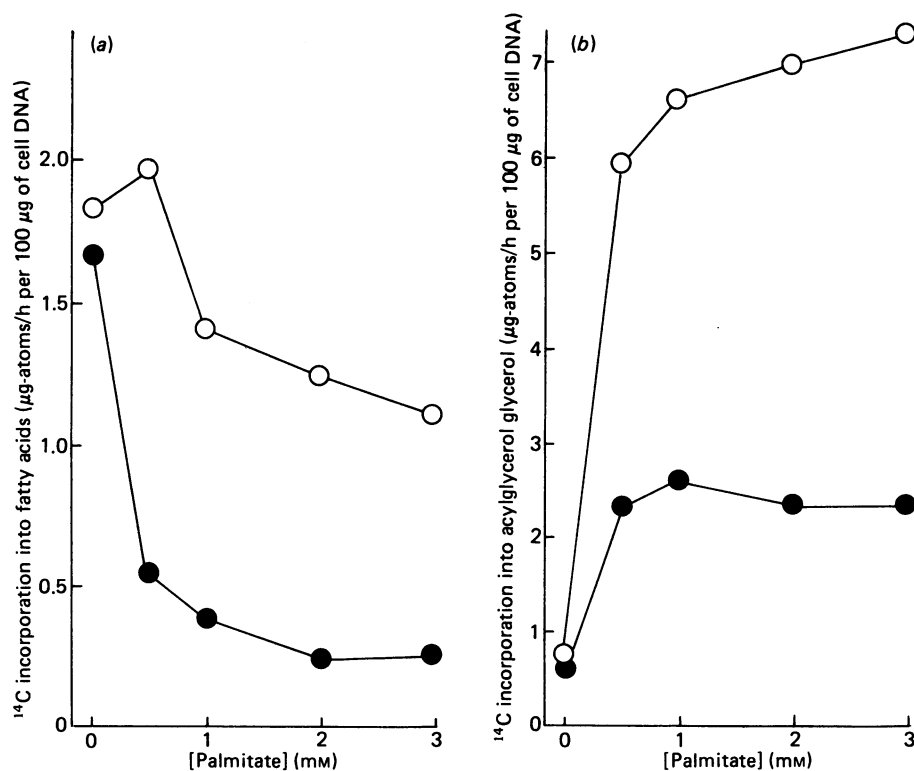 (a)
¹⁴C incorporation into fatty acids (μg-atoms/h per 100 μg of cell DNA)
2.0
1.5
1.0
0.5
0
0 1 2 3
[Palmitate] (mM)
(b)
¹⁴C incorporation into acylglycerol glycerol (μg-atoms/h per 100 μg of cell DNA)
7
6
5
4
3
2
1
0
0 1 2 3
[Palmitate] (mM)